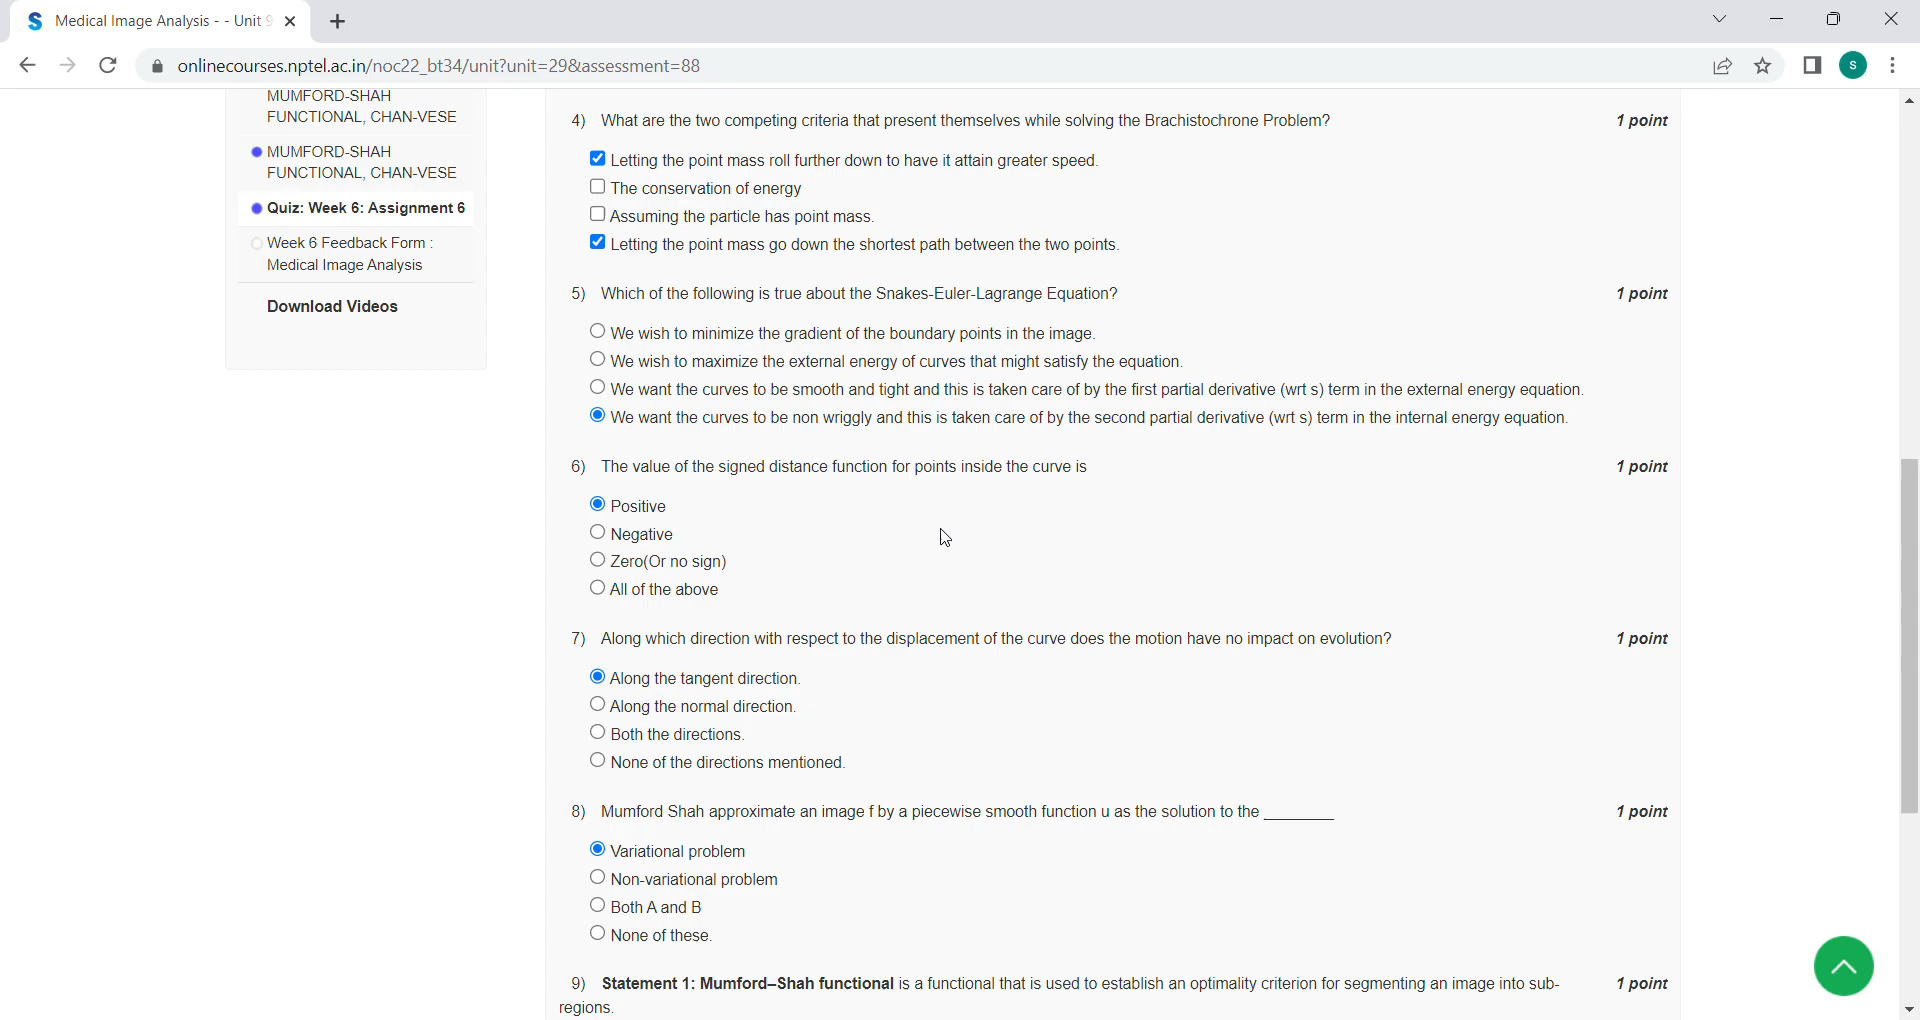 Medical Image Analysis - - Unit 9
onlinecourses.nptel.ac.in/noc22_bt34/unit?unit=29&assessment=88
S
MUMFORD-SHAH
FUNCTIONAL, CHAN-VESE
MUMFORD-SHAH
FUNCTIONAL, CHAN-VESE
Quiz: Week 6: Assignment 6
Week 6 Feedback Form :
Medical Image Analysis
Download Videos
4) What are the two competing criteria that present themselves while solving the Brachistochrone Problem? 1 point
Letting the point mass roll further down to have it attain greater speed.
The conservation of energy
Assuming the particle has point mass.
Letting the point mass go down the shortest path between the two points.
5) Which of the following is true about the Snakes-Euler-Lagrange Equation? 1 point
We wish to minimize the gradient of the boundary points in the image.
We wish to maximize the external energy of curves that might satisfy the equation.
We want the curves to be smooth and tight and this is taken care of by the first partial derivative (wrt s) term in the external energy equation.
We want the curves to be non wriggly and this is taken care of by the second partial derivative (wrt s) term in the internal energy equation.
6) The value of the signed distance function for points inside the curve is 1 point
Positive
Negative
Zero(Or no sign)
All of the above
7) Along which direction with respect to the displacement of the curve does the motion have no impact on evolution? 1 point
Along the tangent direction.
Along the normal direction.
Both the directions.
None of the directions mentioned.
8) Mumford Shah approximate an image f by a piecewise smooth function u as the solution to the ________ 1 point
Variational problem
Non-variational problem
Both A and B
None of these.
9) Statement 1: Mumford–Shah functional is a functional that is used to establish an optimality criterion for segmenting an image into sub- 1 point
regions.